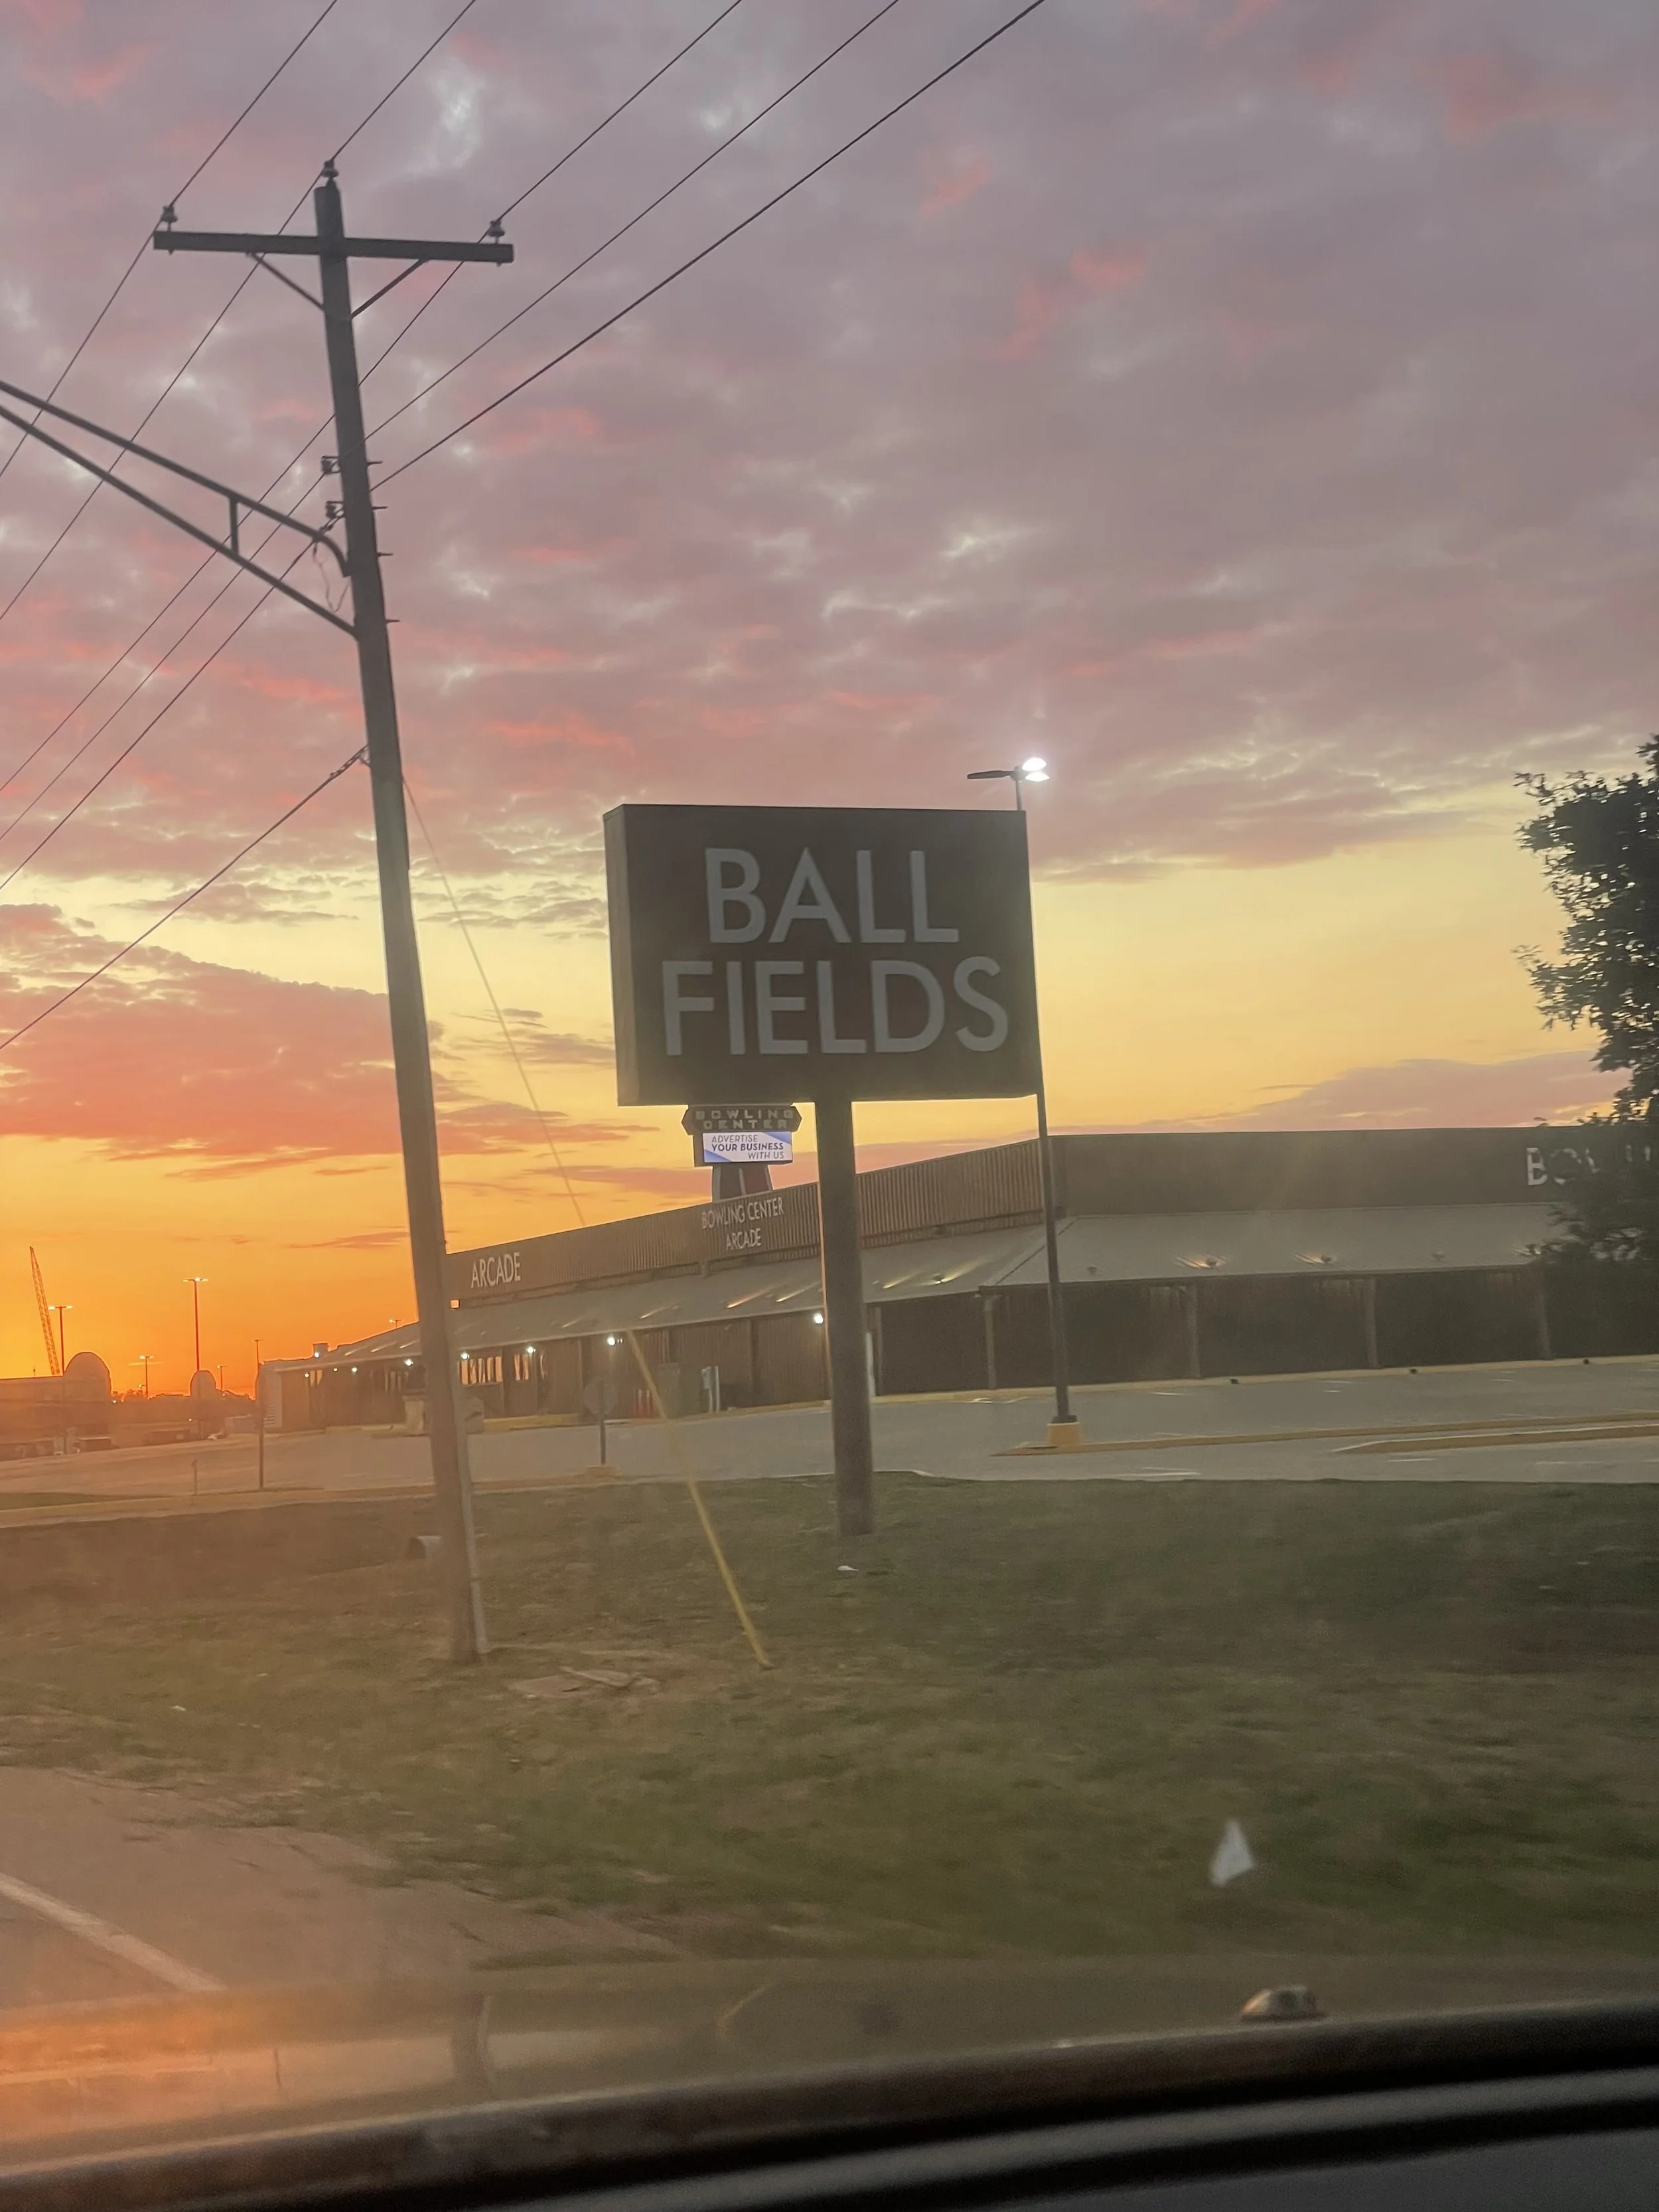 BALL
FIELDS
BOWLING
CENTER
ADVERTISE
YOUR BUSINESS
WITH US
BOWLING CENTER
ARCADE
ARCADE